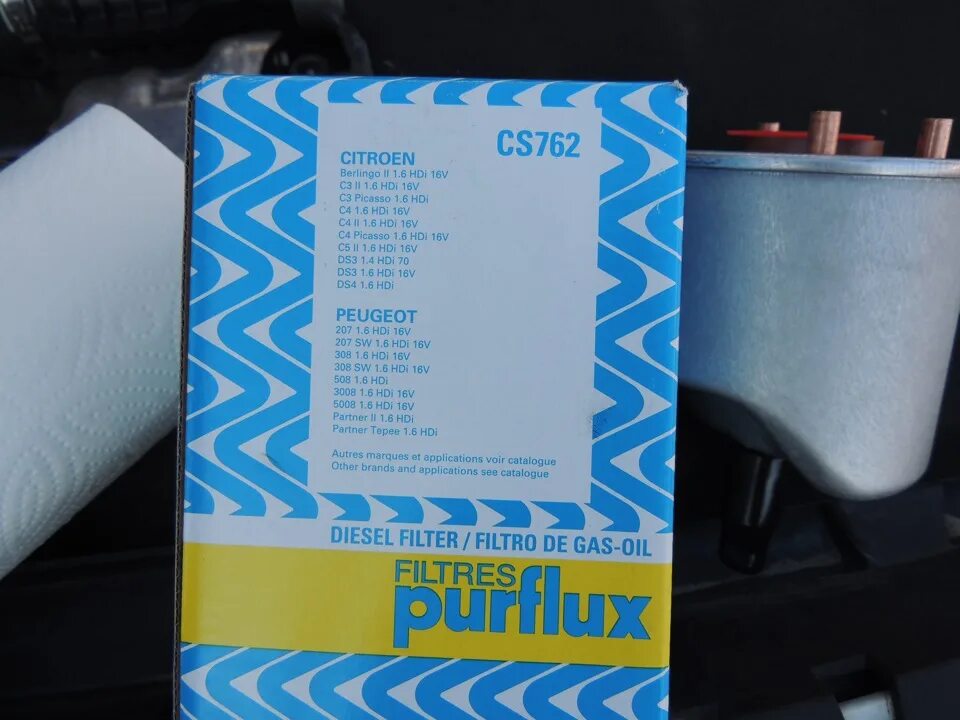 CS762
CITROEN
Berlingo II 1.6 HDi 16V
C3 II 1.6 HDi 16V
C3 Picasso 1.6 HDi
C4 1.6 HDi 16V
C4 II 1.6 HDi 16V
C4 Picasso 1.6 HDi 16V
C5 II 1.6 HDi 16V
DS3 1.4 HDi 70
DS3 1.6 HDi 16V
DS4 1.6 HDi
PEUGEOT
207 1.6 HDi 16V
207 SW 1.6 HDi 16V
308 1.6 HDi 16V
308 SW 1.6 HDi 16V
508 1.6 HDi
3008 1.6 HDi 16V
5008 1.6 HDi 16V
Partner II 1.6 HDi
Partner Tepee 1.6 HDi
Autres marques et applications voir catalogue
Other brands and applications see catalogue
DIESEL FILTER / FILTRO DE GAS-OIL
FILTRES
purflux